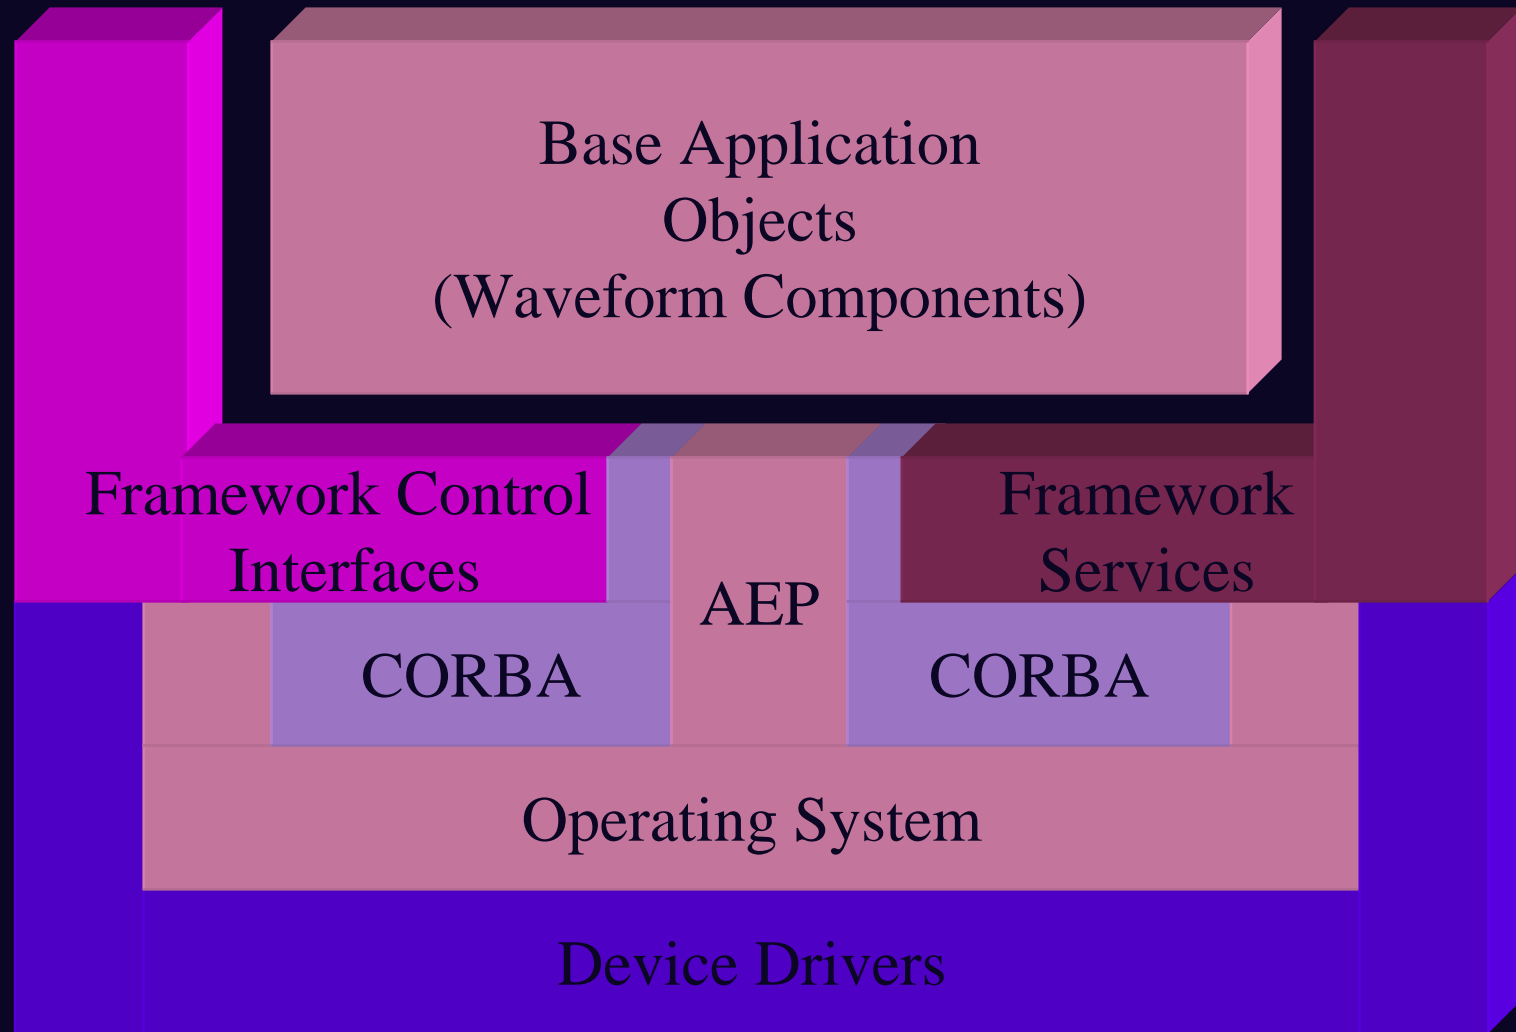 Base Application
Objects
(Waveform Components)
Framework Control
Interfaces
Framework
Services
AEP
CORBA
CORBA
Operating System
Device Drivers